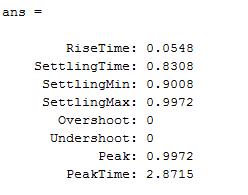 ans =
RiseTime: 0.0548
SettlingTime: 0.8308
SettlingMin: 0.9008
SettlingMax: 0.9972
Overshoot: 0
Undershoot: 0
Peak: 0.9972
PeakTime: 2.8715